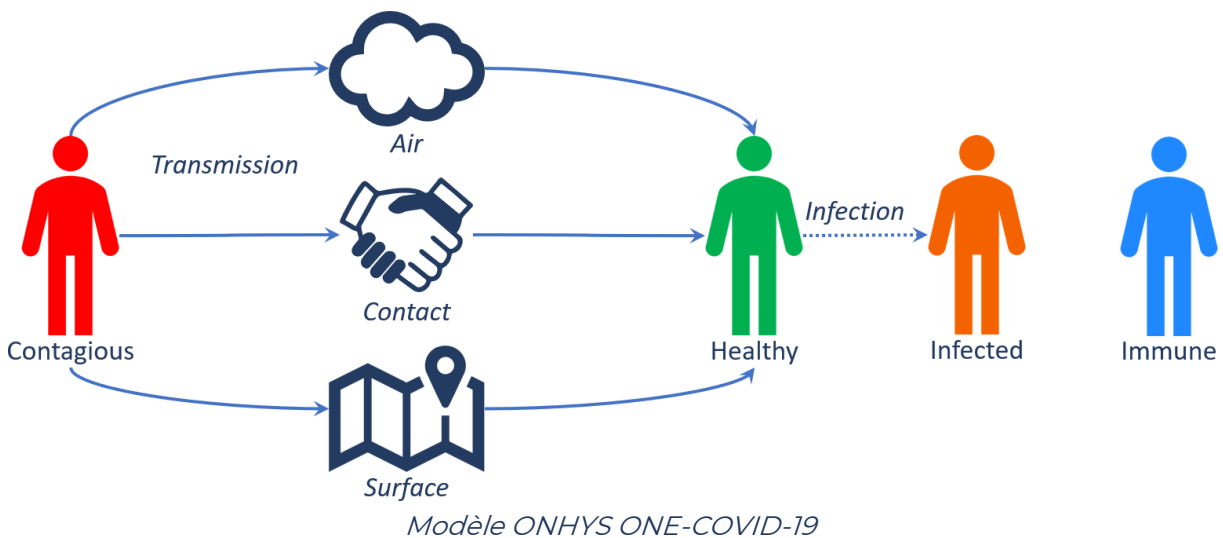 Air
Transmission
Infection
Contact
Contagious
Healthy
Infected
Immune
Surface
Modèle ONHYS ONE-COVID-19